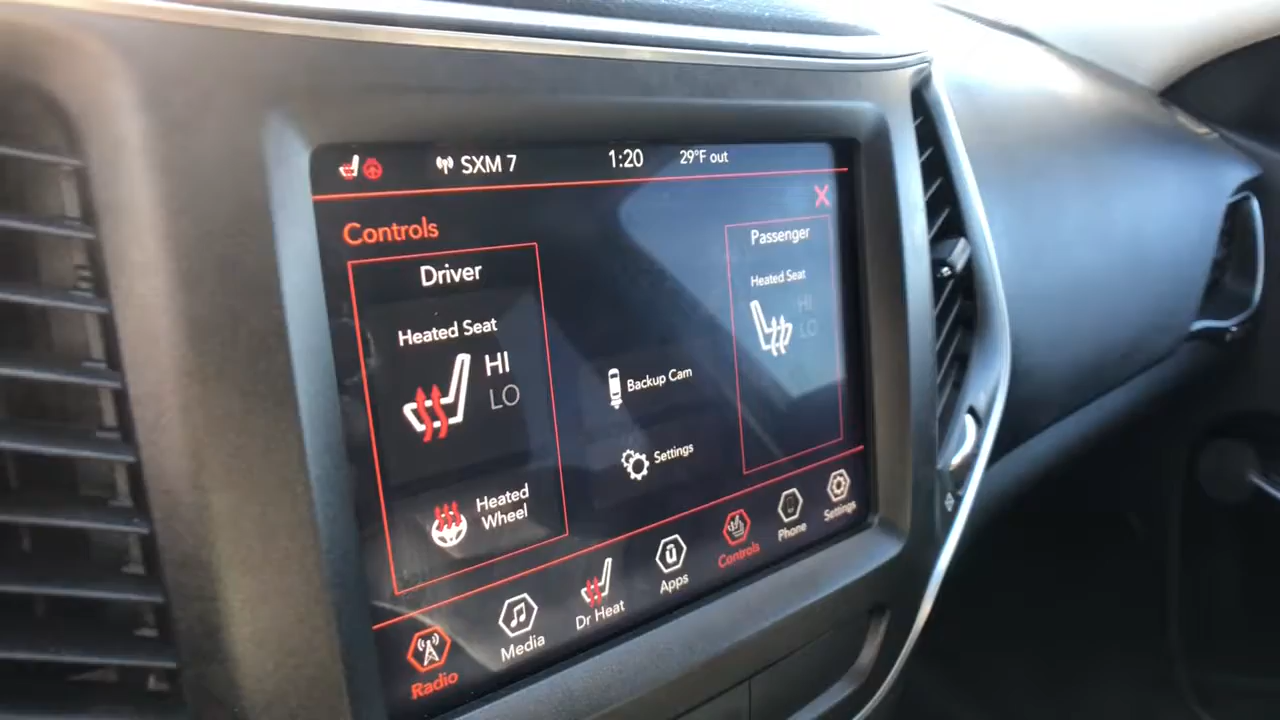 SXM 7
1:20
29°F out
Controls
Driver
Heated Seat
HI
LO
Heated
Wheel
Backup Cam
Settings
Passenger
Heated Seat
HI
LO
Radio
Media
Dr Heat
Apps
Controls
Phone
Settings